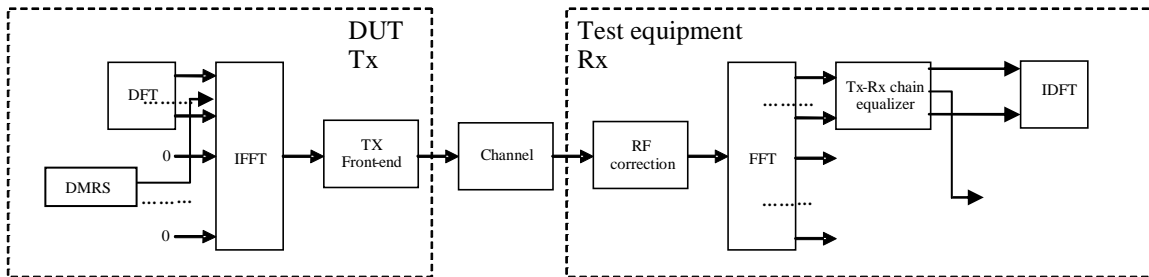 DUT
Tx
DFT
………
0
DMRS
………
0
IFFT
TX
Front-end
Channel
Test equipment
Rx
RF
correction
FFT
………
………
Tx-Rx chain
equalizer
IDFT